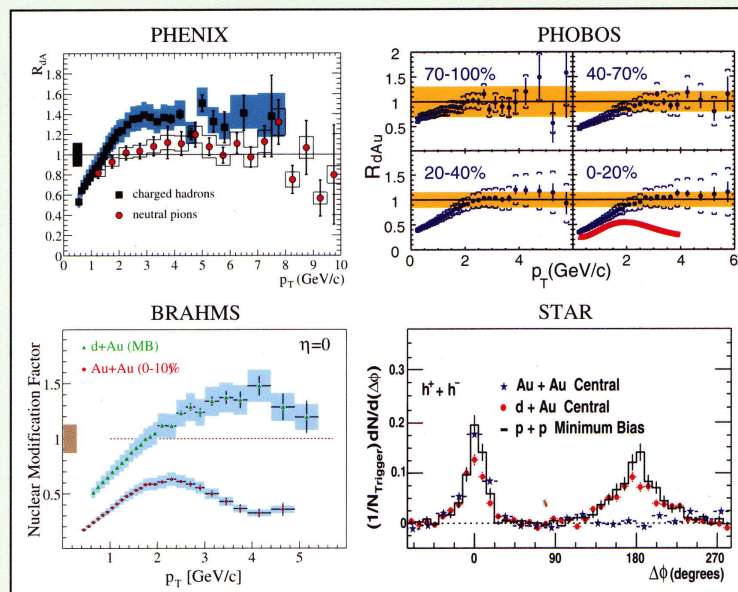 PHENIX
R_dA
1.8
1.6
1.4
1.2
1
0.8
0.6
0.4
0.2
0
charged hadrons
neutral pions
0 1 2 3 4 5 6 7 8 9 10
p_T (GeV/c)
PHOBOS
R_dAu
2
1.5
1
0.5
70-100%
40-70%
1.5
1
0.5
0
20-40%
0-20%
0 2 4 6 2 4 6
p_T (GeV/c)
BRAHMS
Nuclear Modification Factor
1.5
1
0.5
d+Au (MB)
Au+Au (0-10%
η=0
1 2 3 4 5
p_T [GeV/c]
STAR
(1/N_Trigger) dN/d(Δφ)
0.3
0.2
0.1
0
h⁺ + h⁻
Au + Au Central
d + Au Central
p + p Minimum Bias
0 90 180 270
Δφ (degrees)